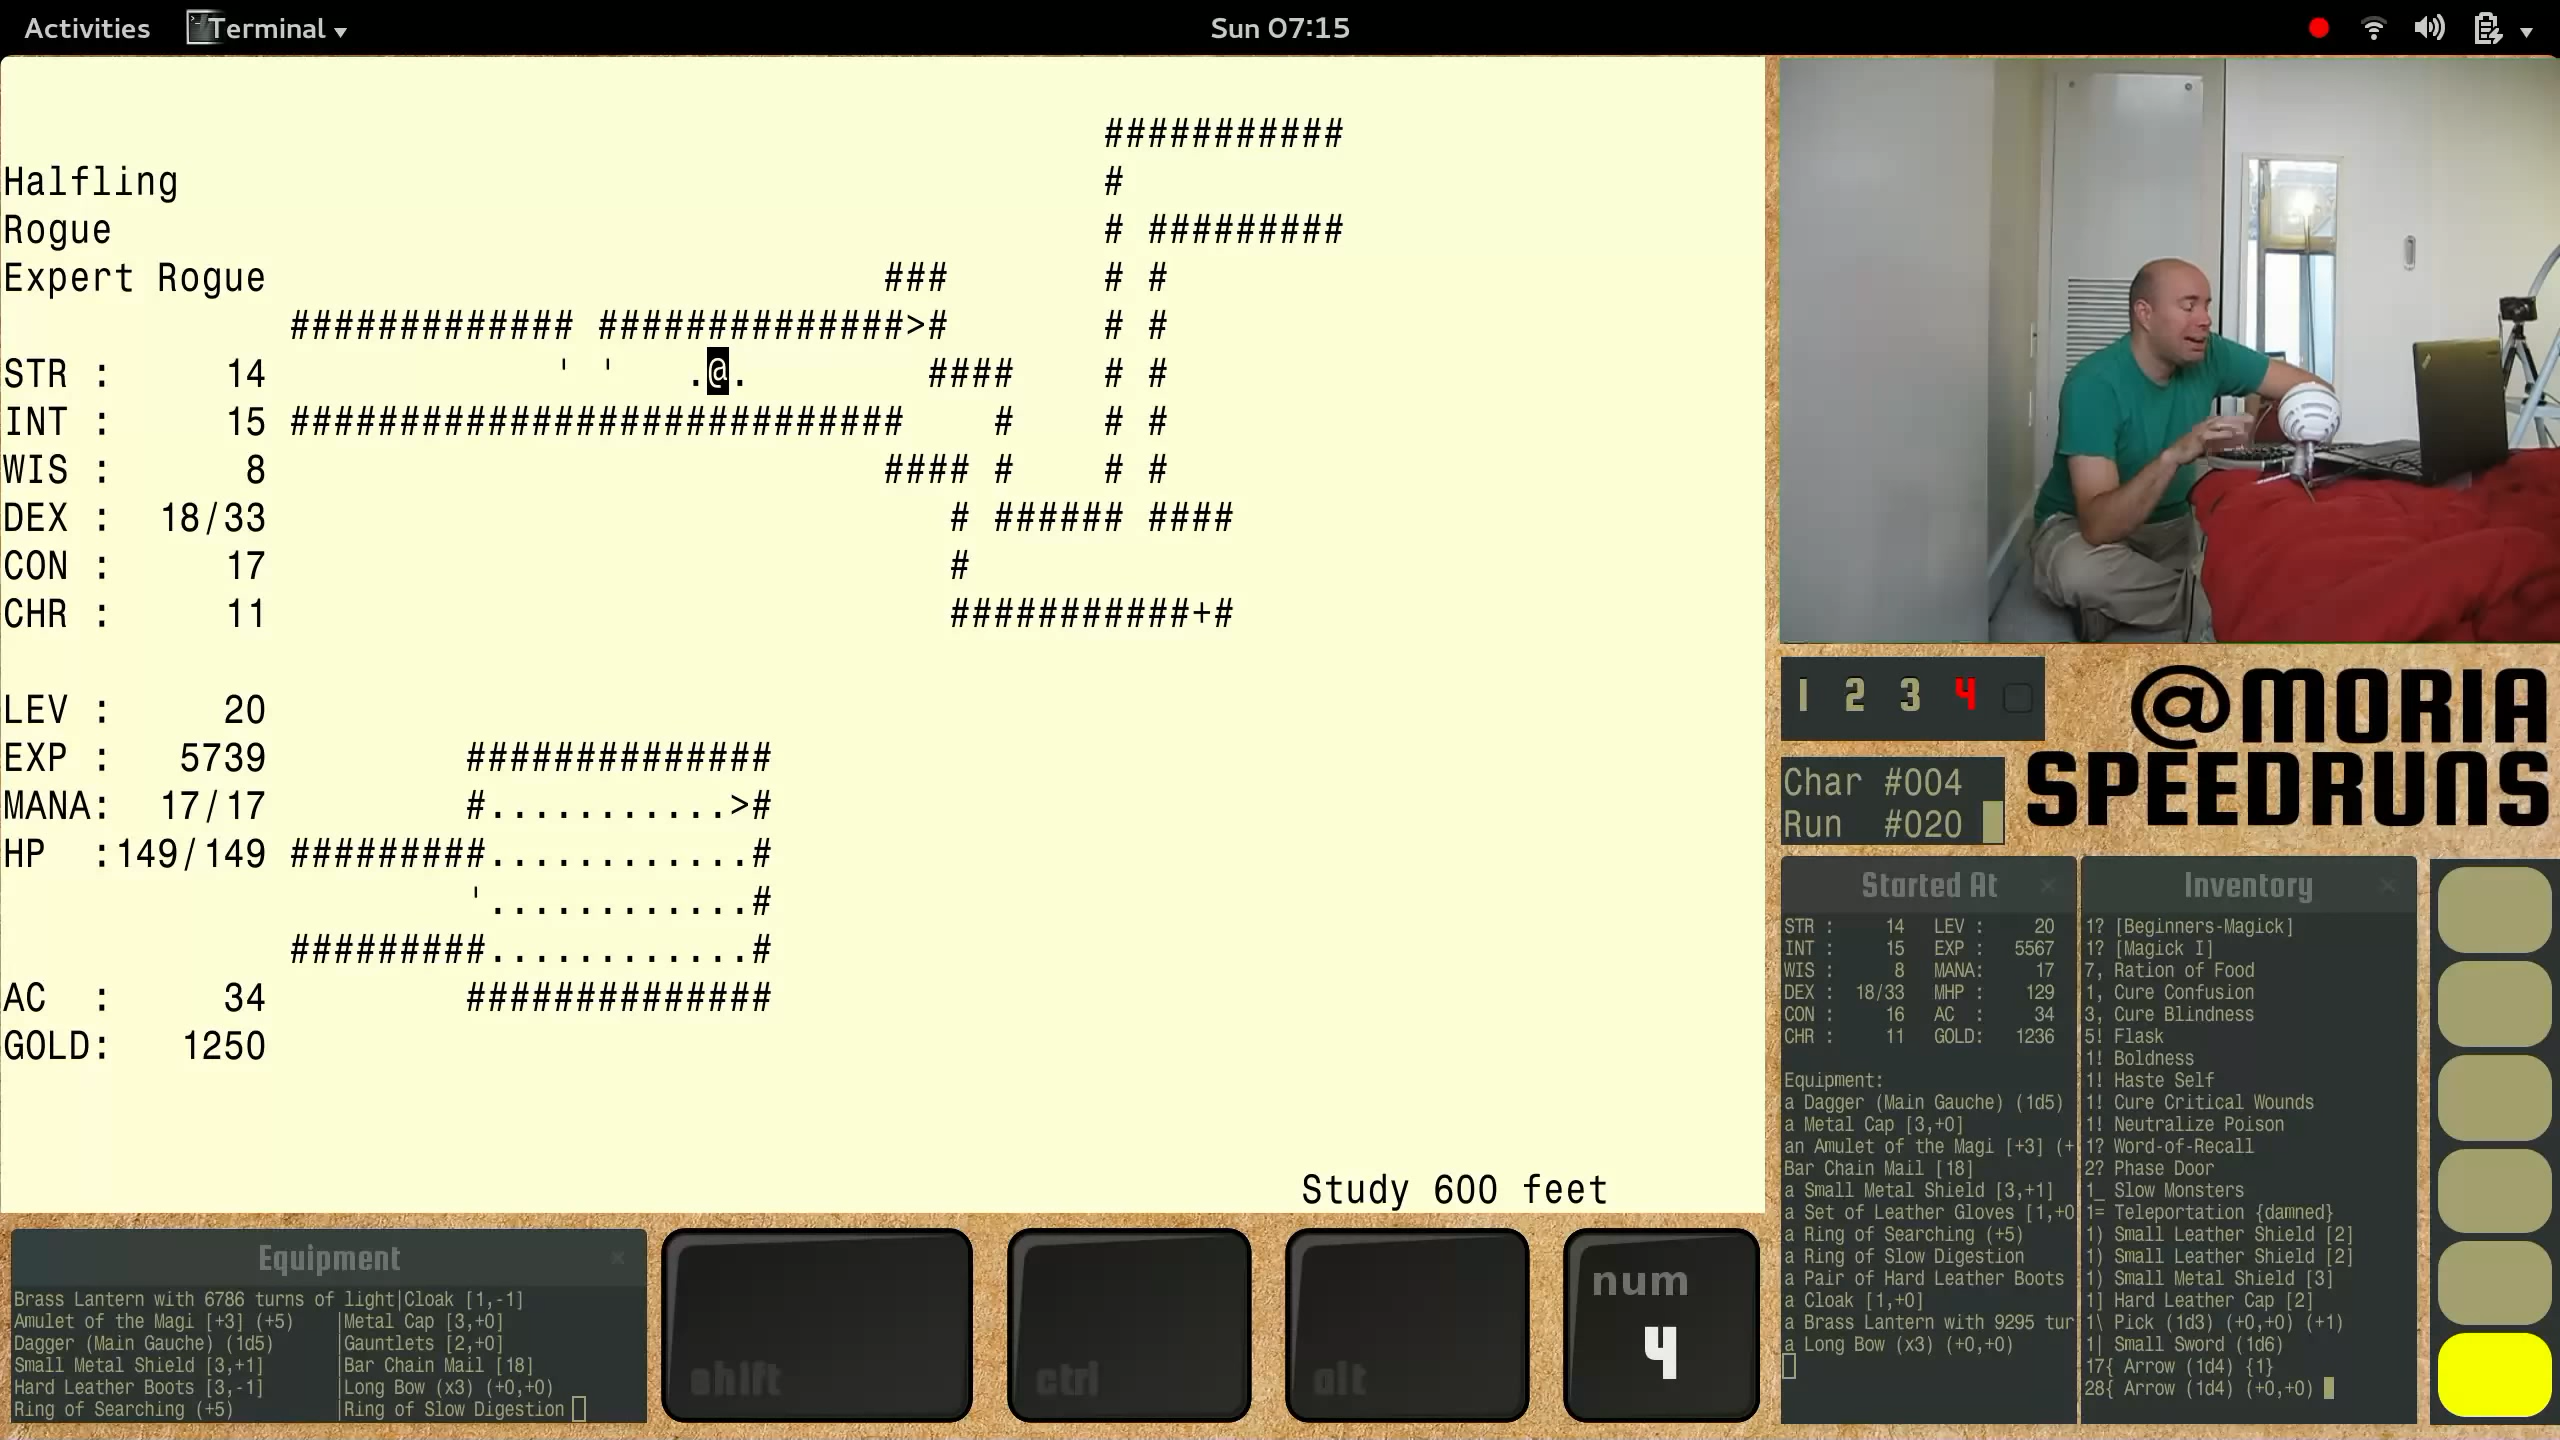 Activities Terminal Sun 07:15
###########
Halfling #
Rogue # #########
Expert Rogue ### # #
############# ##############>#  # #
STR : 14 ' ' .@. #### # #
INT : 15 ############################ # # #
WIS : 8 #### # # #
DEX : 18/33 # ###### ####
CON : 17 #
CHR : 11 ###########+#
LEV : 20
EXP : 5739 ##############
MANA: 17/17 #...........>#
HP :149/149 #########............#
'............#
#########............#
AC : 34 ##############
GOLD: 1250
Study 600 feet
1 2 3 4
@MORIA
SPEEDRUNS
Char #004
Run #020
Started At
STR : 14 LEV : 20
INT : 15 EXP : 5567
WIS : 8 MANA: 17
DEX : 18/33 MHP : 129
CON : 16 AC : 34
CHR : 11 GOLD: 1236
Equipment:
a Dagger (Main Gauche) (1d5)
a Metal Cap [3,+0]
an Amulet of the Magi [+3] (+
Bar Chain Mail [18]
a Small Metal Shield [3,+1]
a Set of Leather Gloves [1,+0
a Ring of Searching (+5)
a Ring of Slow Digestion
a Pair of Hard Leather Boots
a Cloak [1,+0]
a Brass Lantern with 9295 tur
a Long Bow (x3) (+0,+0)
Inventory
1? [Beginners-Magick]
1? [Magick I]
7, Ration of Food
1, Cure Confusion
3, Cure Blindness
5! Flask
1! Boldness
1! Haste Self
1! Cure Critical Wounds
1! Neutralize Poison
1? Word-of-Recall
2? Phase Door
1_ Slow Monsters
1= Teleportation {damned}
1) Small Leather Shield [2]
1) Small Leather Shield [2]
1) Small Metal Shield [3]
1] Hard Leather Cap [2]
1\ Pick (1d3) (+0,+0) (+1)
1| Small Sword (1d6)
17{ Arrow (1d4) {1}
28{ Arrow (1d4) (+0,+0)
Equipment
Brass Lantern with 6786 turns of light|Cloak [1,-1]
Amulet of the Magi [+3] (+5) |Metal Cap [3,+0]
Dagger (Main Gauche) (1d5) |Gauntlets [2,+0]
Small Metal Shield [3,+1] |Bar Chain Mail [18]
Hard Leather Boots [3,-1] |Long Bow (x3) (+0,+0)
Ring of Searching (+5) |Ring of Slow Digestion
shift
ctrl
alt
num
4